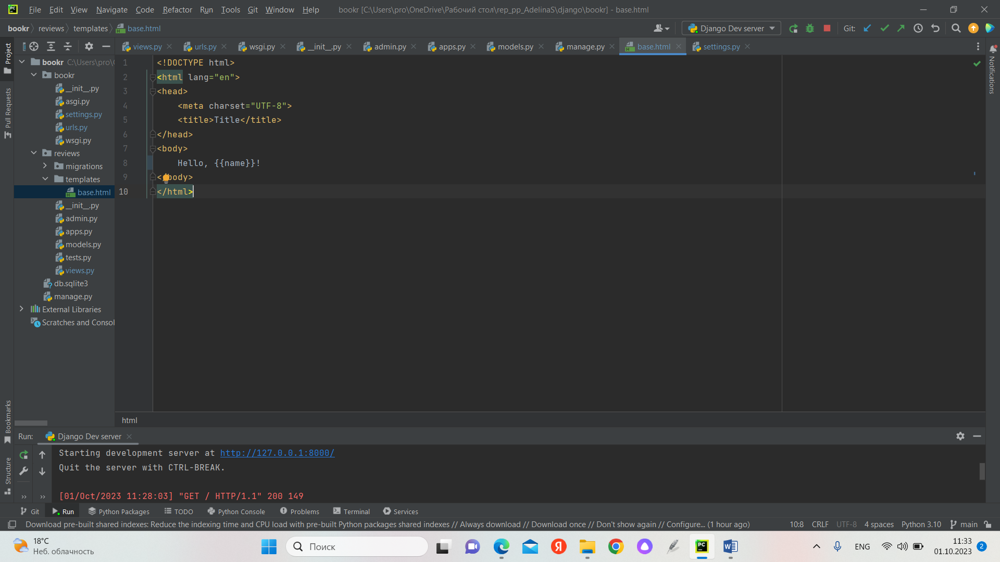 File Edit View Navigate Code Refactor Run Tools Git Window Help bookr [C:\Users\pro\OneDrive\Рабочий стол\rep_pp_AdelinaS\django\bookr] - base.html
bookr reviews templates base.html Django Dev server Git:
views.py urls.py wsgi.py __init__.py admin.py apps.py models.py manage.py base.html settings.py
Project
Pull Requests
Bookmarks
Structure
Notifications
bookr C:\Users\pro\
bookr
__init__.py
asgi.py
settings.py
urls.py
wsgi.py
reviews
migrations
templates
base.html
__init__.py
admin.py
apps.py
models.py
tests.py
views.py
db.sqlite3
manage.py
External Libraries
Scratches and Consol
1 <!DOCTYPE html>
2 <html lang="en">
3 <head>
4 <meta charset="UTF-8">
5 <title>Title</title>
6 </head>
7 <body>
8 Hello, {{name}}!
9 </body>
10 </html>
html
Run: Django Dev server
Starting development server at http://127.0.0.1:8000/
Quit the server with CTRL-BREAK.
[01/Oct/2023 11:28:03] "GET / HTTP/1.1" 200 149
Git Run Python Packages TODO Python Console Problems Terminal Services
Download pre-built shared indexes: Reduce the indexing time and CPU load with pre-built Python packages shared indexes // Always download // Download once // Don't show again // Configure... (1 hour ago) 10:8 CRLF UTF-8 4 spaces Python 3.10 main
18°C
Неб. облачность
Поиск
ENG
11:33
01.10.2023
2